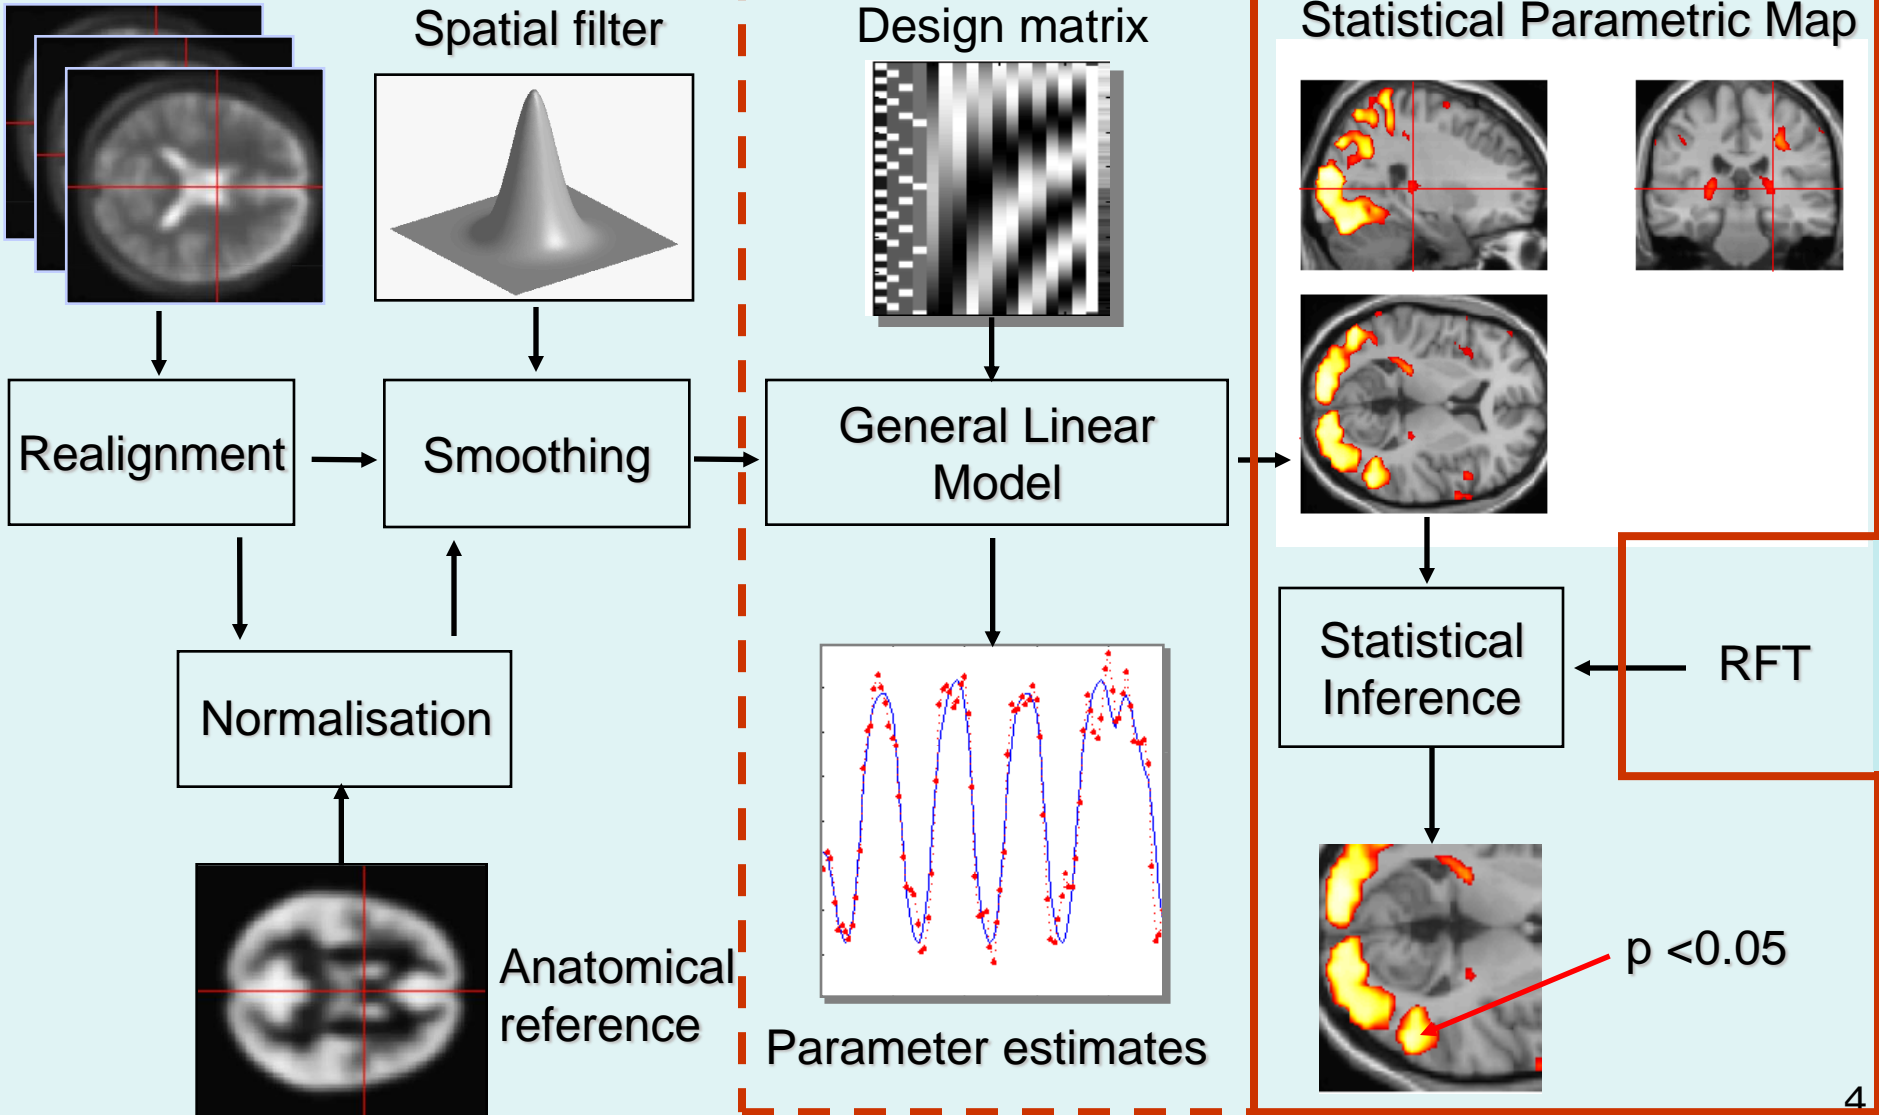 Spatial filter
Design matrix
Statistical Parametric Map
Realignment
Smoothing
General Linear
Model
Statistical
Inference
RFT
Normalisation
Anatomical
reference
Parameter estimates
p <0.05
4